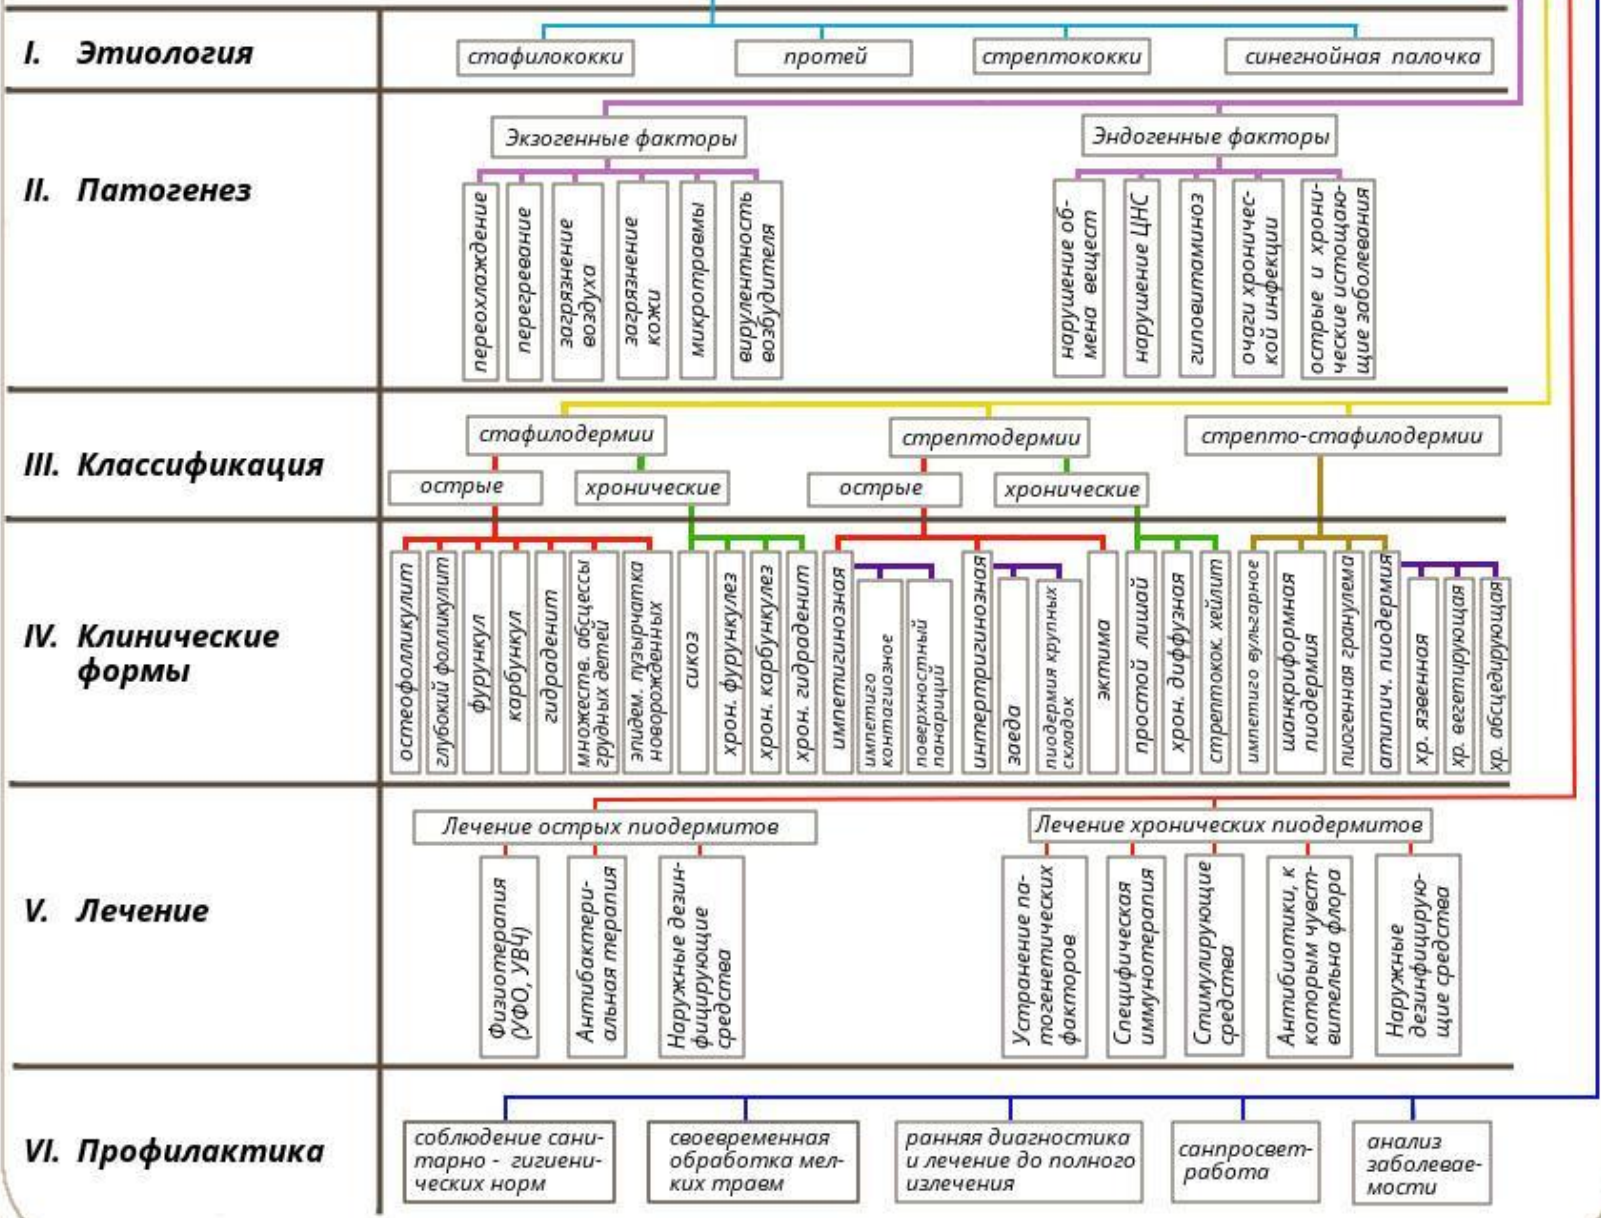 I. Этиология
стафилококки
протей
стрептококки
синегнойная палочка
II. Патогенез
Экзогенные факторы
переохлаждение
перегревание
загрязнение
воздуха
загрязнение
кожи
микротравмы
вирулентность
возбудителя
Эндогенные факторы
нарушение об-
мена веществ
нарушение ЦНС
гиповитаминоз
очаги хроничес-
кой инфекции
острые и хрони-
ческие истощаю-
щие заболевания
III. Классификация
стафилодермии
острые
хронические
стрептодермии
острые
хронические
стрепто-стафилодермии
IV. Клинические
формы
остеофолликулит
глубокий фолликулит
фурункул
карбункул
гидраденит
множеств. абсцессы
грудных детей
эпидем. пузырчатка
новорожденных
сикоз
хрон. фурункулез
хрон. карбункулез
хрон. гидраденит
импетигинозная
импетиго
контагиозное
поверхностный
панариций
интертригинозная
заеда
пиодермия крупных
складок
эктима
простой лишай
хрон. диффузная
стрептокок. хейлит
импетиго вульгарное
шанкриформная
пиодермия
пиогенная гранулема
атипич. пиодермия
хр. язвенная
хр. вегетирующая
хр. абсцедирующая
V. Лечение
Лечение острых пиодермитов
Физиотерапия
(УФО, УВЧ)
Антибактери-
альная терапия
Наружные дезин-
фицирующие
средства
Лечение хронических пиодермитов
Устранение па-
тогенетических
факторов
Специфическая
иммунотерапия
Стимулирующие
средства
Антибиотики, к
которым чувст-
вительна флора
Наружные
дезинфицирую-
щие средства
VI. Профилактика
соблюдение сани-
тарно - гигиени-
ческих норм
своевременная
обработка мел-
ких травм
ранняя диагностика
и лечение до полного
излечения
санпросвет-
работа
анализ
заболевае-
мости